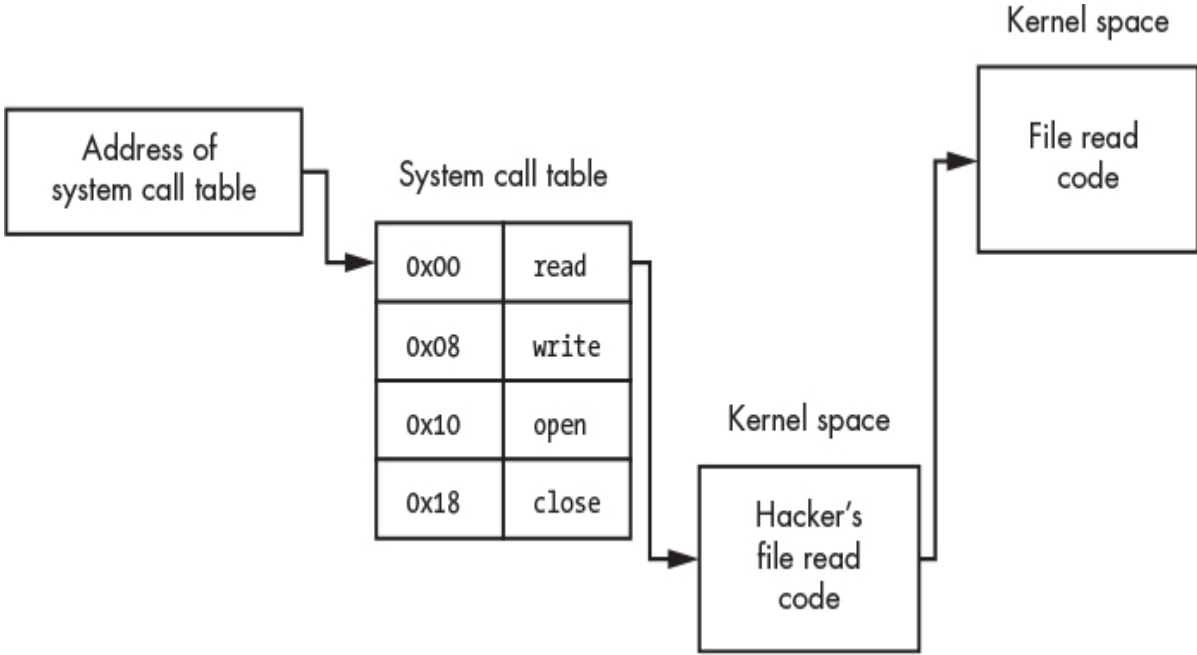 Kernel space
File read
code
Address of
system call table
System call table
0x00 read
0x08 write
0x10 open
0x18 close
Kernel space
Hacker's
file read
code